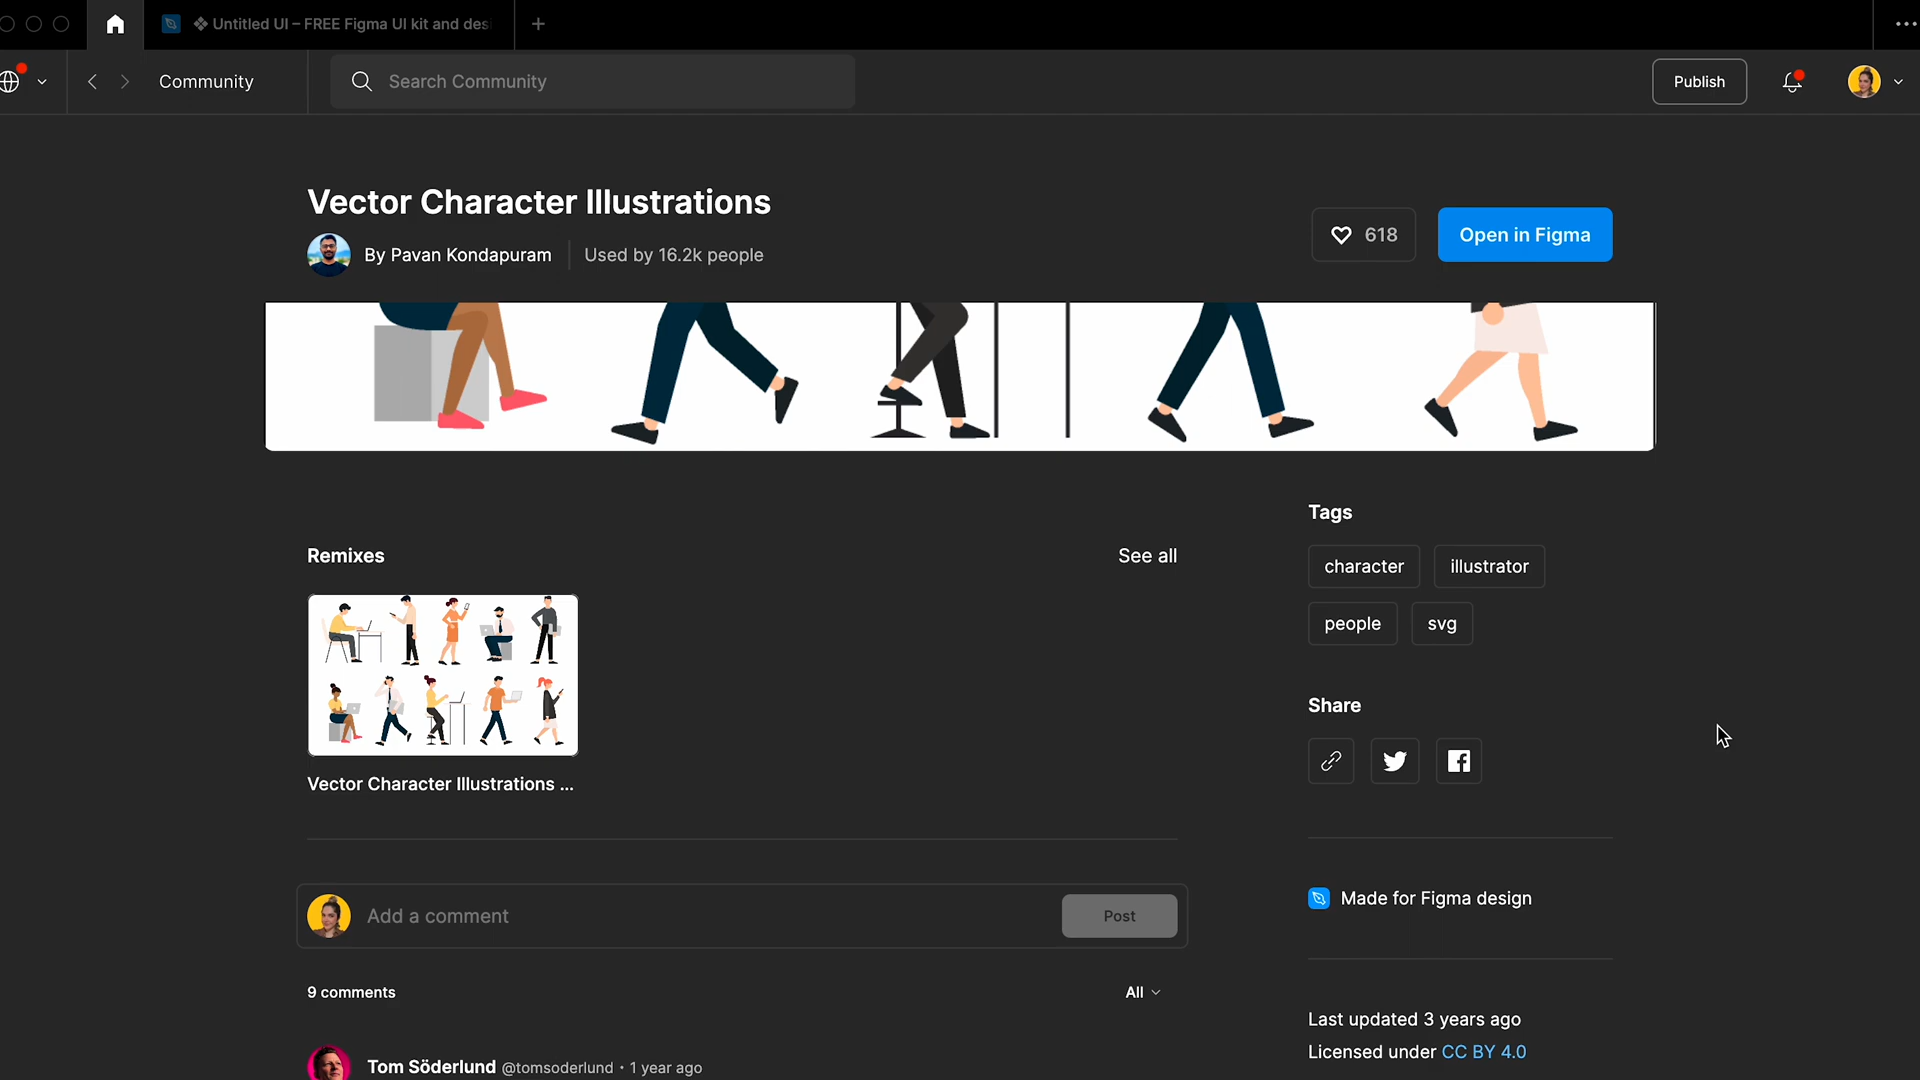 Untitled UI – FREE Figma UI kit and des
Community
Search Community
Publish
Vector Character Illustrations
By Pavan Kondapuram
Used by 16.2k people
618
Open in Figma
Tags
Remixes
See all
character
illustrator
people
svg
Share
Vector Character Illustrations ...
Made for Figma design
Add a comment
Post
9 comments
All
Last updated 3 years ago
Licensed under CC BY 4.0
Tom Söderlund @tomsoderlund • 1 year ago